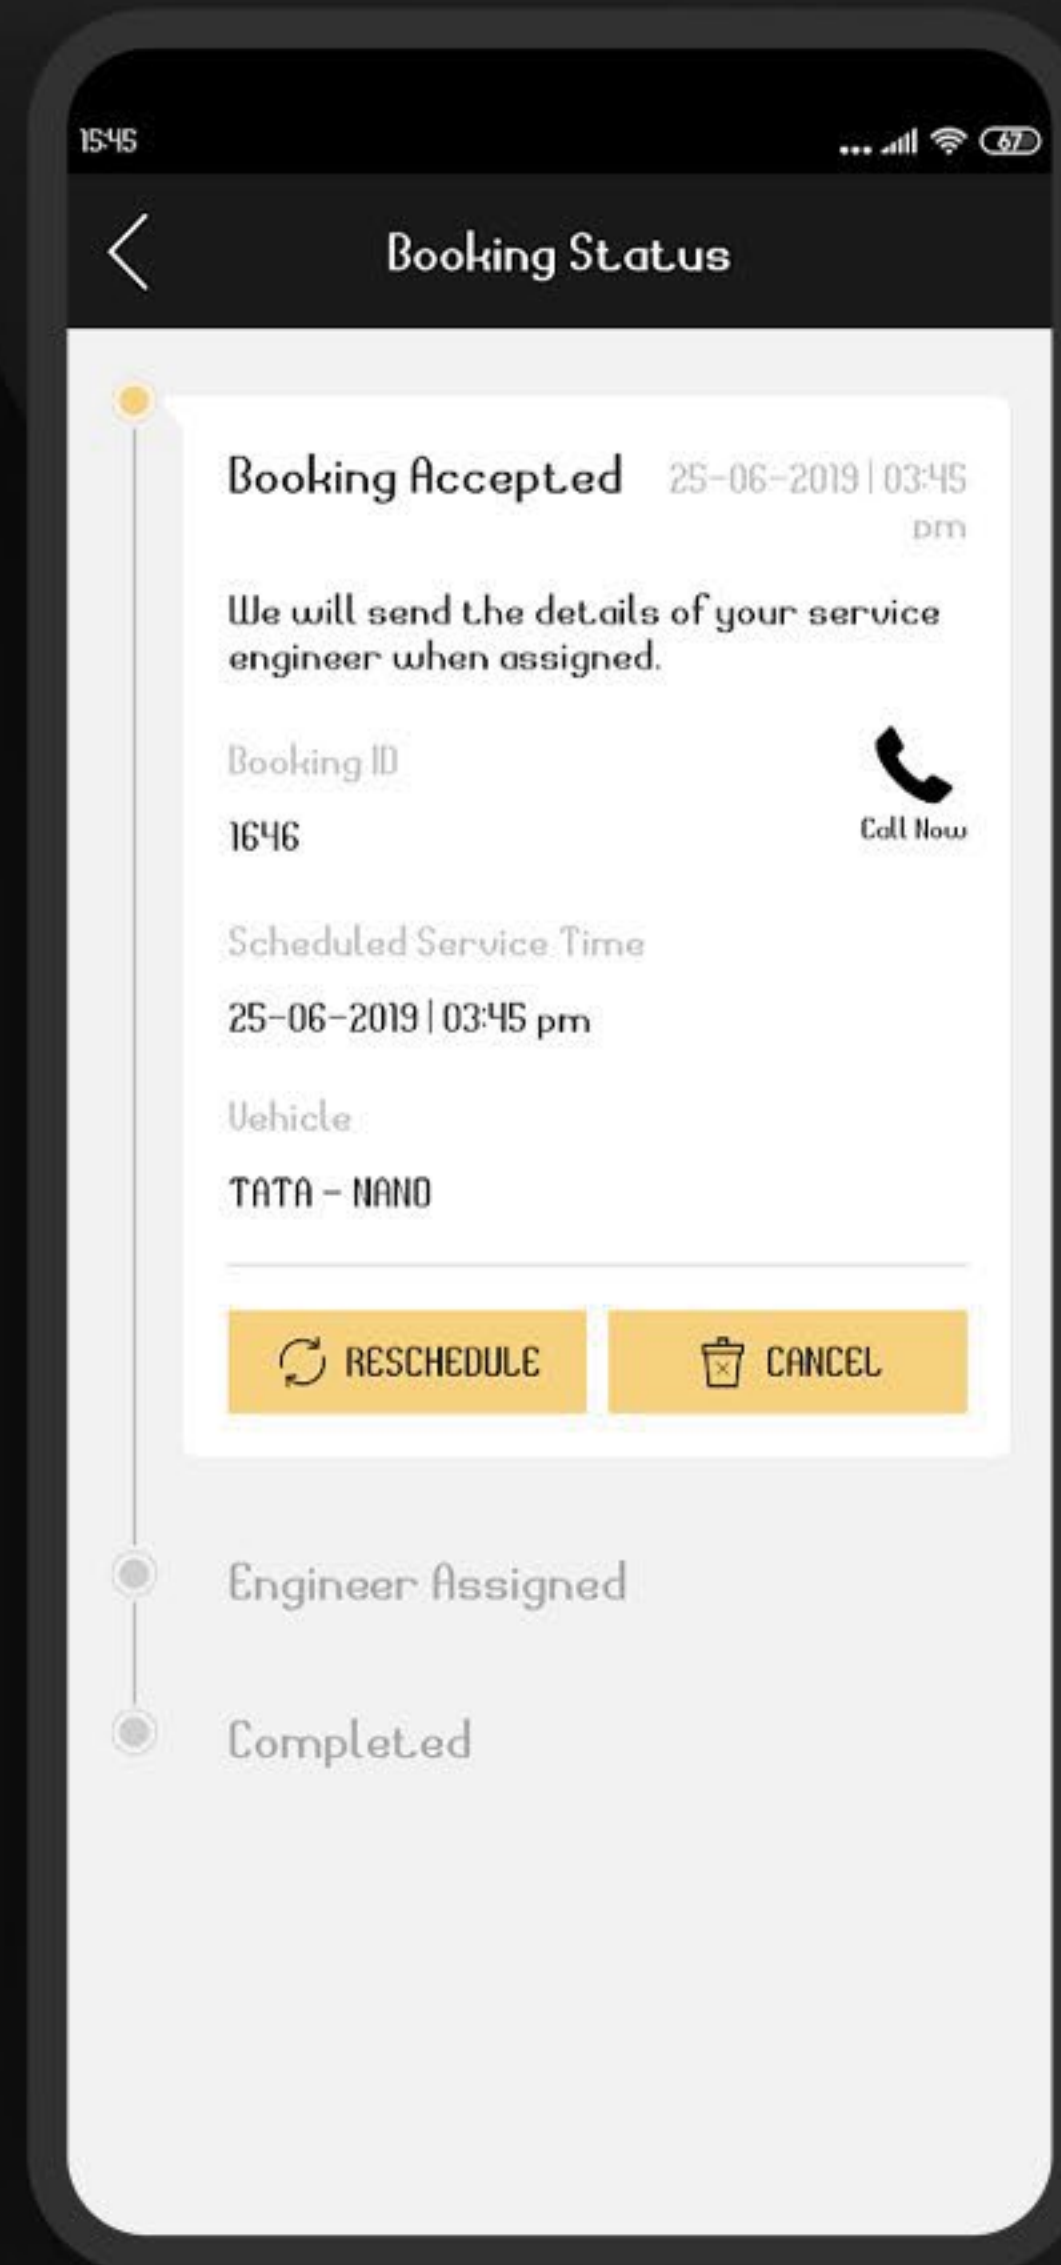 15:45
67
Booking Status
Booking Accepted 25-06-2019 | 03:45
pm
We will send the details of your service
engineer when assigned.
Booking ID
1646
Call Now
Scheduled Service Time
25-06-2019 | 03:45 pm
Vehicle
TATA - NANO
RESCHEDULE CANCEL
Engineer Assigned
Completed